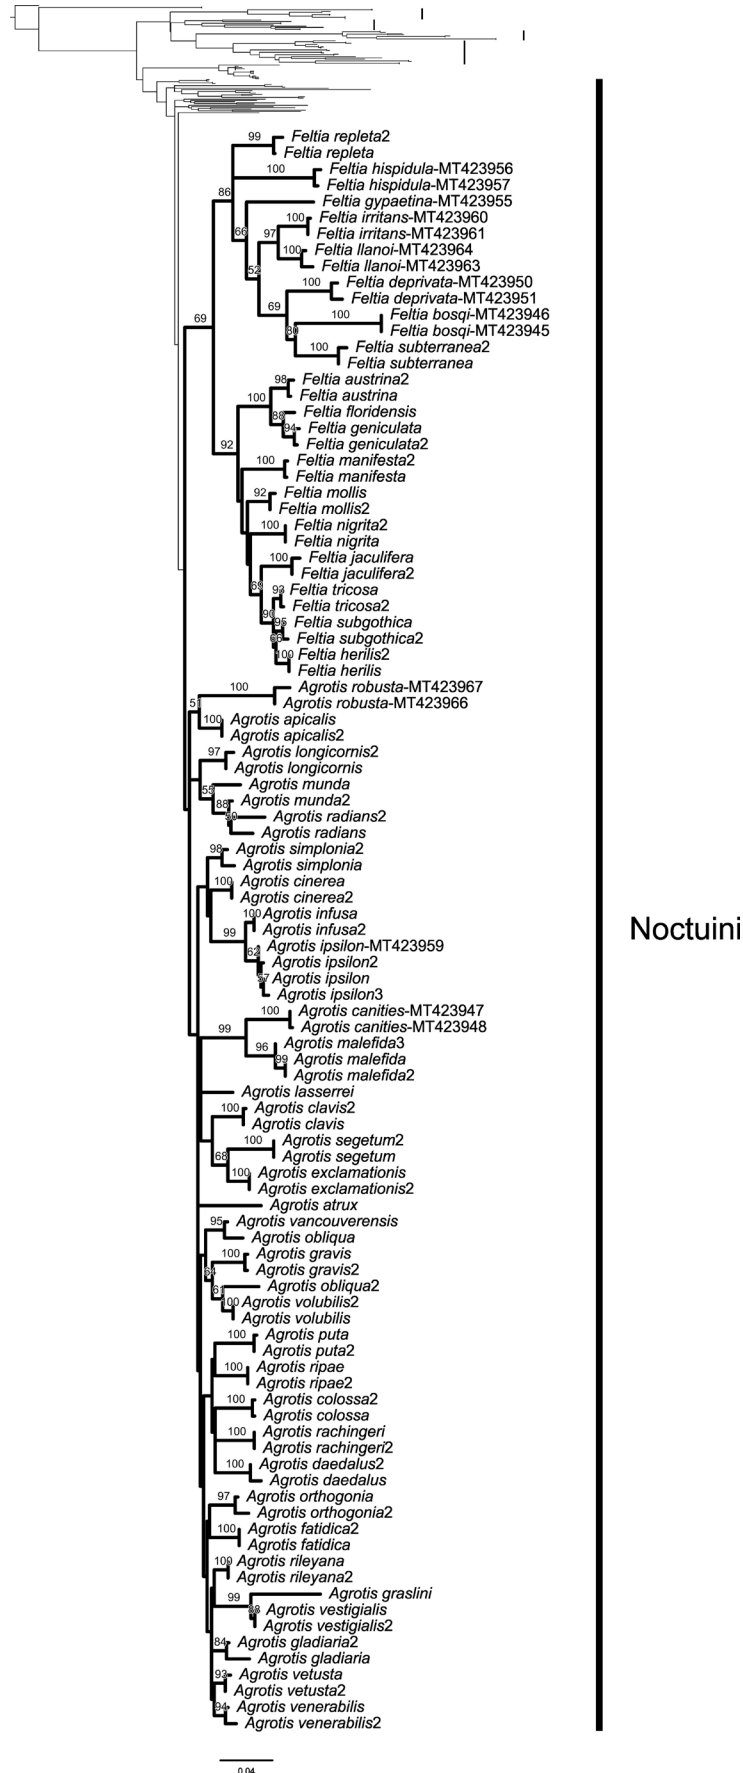 99
Feltia repleta2
Feltia repleta
100
Feltia hispidula-MT423956
Feltia hispidula-MT423957
86
Feltia gypaetina-MT423955
66
Feltia irritans-MT423960
100
97
Feltia irritans-MT423961
Feltia llanoi-MT423964
100
Feltia llanoi-MT423963
52
Feltia deprivata-MT423950
100
Feltia deprivata-MT423951
69
69
Feltia bosqi-MT423946
100
80
Feltia bosqi-MT423945
Feltia subterranea2
100
Feltia subterranea
Feltia austrina2
98
Feltia austrina
100
Feltia floridensis
Feltia geniculata
94
Feltia geniculata2
92
Feltia manifesta2
100
Feltia manifesta
Feltia mollis
92
Feltia mollis2
Feltia nigrita2
100
Feltia nigrita
Feltia jaculifera
100
Feltia jaculifera2
69
Feltia tricosa
Feltia tricosa2
90
Feltia subgothica
95
Feltia subgothica2
Feltia herilis2
100
Feltia herilis
Agrotis robusta-MT423967
100
Agrotis robusta-MT423966
51
Agrotis apicalis
100
Agrotis apicalis2
Agrotis longicornis2
97
Agrotis longicornis
Agrotis munda
55
Agrotis munda2
88
Agrotis radians2
50
Agrotis radians
Agrotis simplonia2
98
Agrotis simplonia
Agrotis cinerea
100
Agrotis cinerea2
Agrotis infusa
100
Agrotis infusa2
99
Noctuini
Agrotis ipsilon-MT423959
62
Agrotis ipsilon2
Agrotis ipsilon
57
Agrotis ipsilon3
Agrotis canities-MT423947
100
Agrotis canities-MT423948
99
Agrotis malefida3
96
Agrotis malefida
99
Agrotis malefida2
Agrotis lasserrei
Agrotis clavis2
100
Agrotis clavis
Agrotis segetum2
100
Agrotis segetum
68
Agrotis exclamationis
100
Agrotis exclamationis2
Agrotis atrux
Agrotis vancouverensis
95
Agrotis obliqua
Agrotis gravis
100
Agrotis gravis2
Agrotis obliqua2
61
Agrotis volubilis2
100
Agrotis volubilis
Agrotis puta
100
Agrotis puta2
Agrotis ripae
100
Agrotis ripae2
Agrotis colossa2
100
Agrotis colossa
Agrotis rachingeri
100
Agrotis rachingeri2
Agrotis daedalus2
100
Agrotis daedalus
Agrotis orthogonia
97
Agrotis orthogonia2
Agrotis fatidica2
100
Agrotis fatidica
Agrotis rileyana
100
Agrotis rileyana2
Agrotis graslini
99
Agrotis vestigialis
Agrotis vestigialis2
Agrotis gladiaria2
84
Agrotis gladiaria
Agrotis vetusta
93
Agrotis vetusta2
Agrotis venerabilis
94
Agrotis venerabilis2
0.04